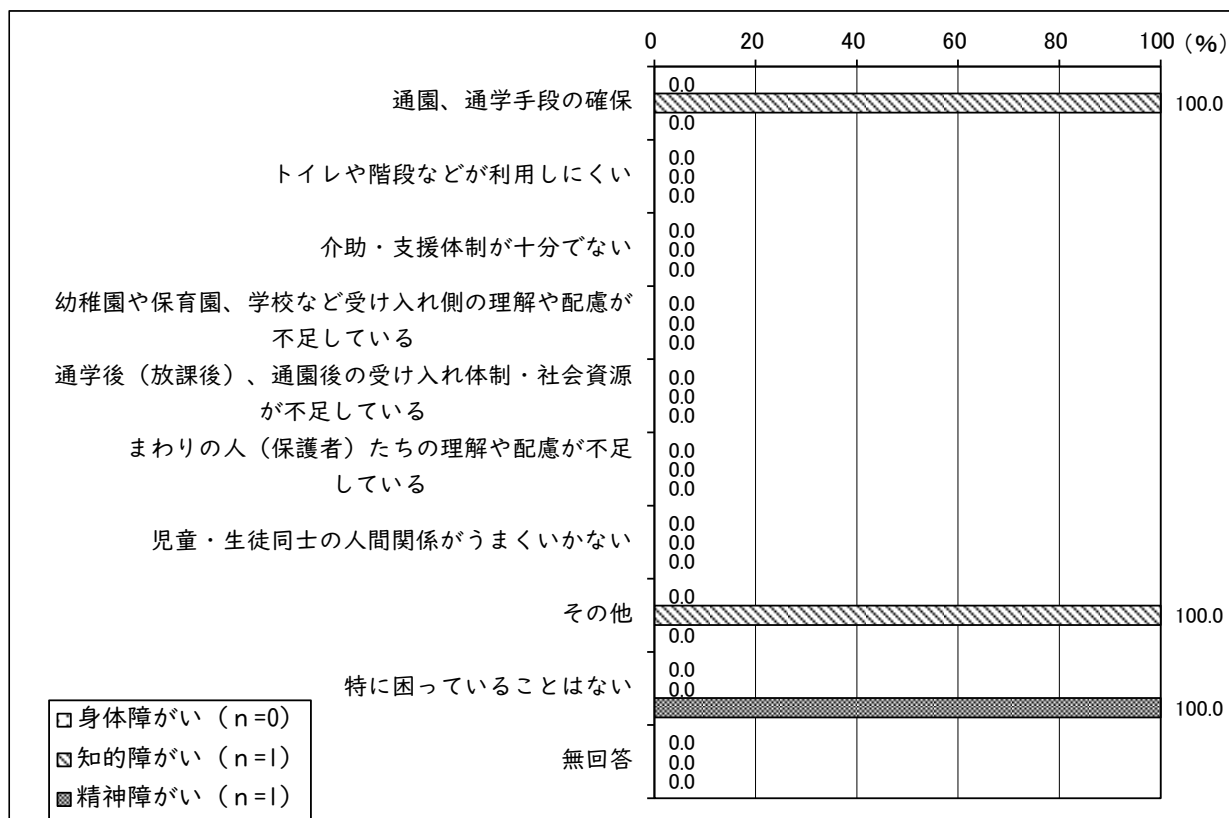 0 20 40 60 80 100 (%)
通園、通学手段の確保
0.0
100.0
0.0
トイレや階段などが利用しにくい
0.0
0.0
0.0
介助・支援体制が十分でない
0.0
0.0
0.0
幼稚園や保育園、学校など受け入れ側の理解や配慮が
不足している
0.0
0.0
0.0
通学後（放課後）、通園後の受け入れ体制・社会資源
が不足している
0.0
0.0
0.0
まわりの人（保護者）たちの理解や配慮が不足
している
0.0
0.0
0.0
児童・生徒同士の人間関係がうまくいかない
0.0
0.0
0.0
その他
0.0
100.0
0.0
特に困っていることはない
0.0
0.0
100.0
無回答
0.0
0.0
0.0
身体障がい（n=0）
知的障がい（n=1）
精神障がい（n=1）